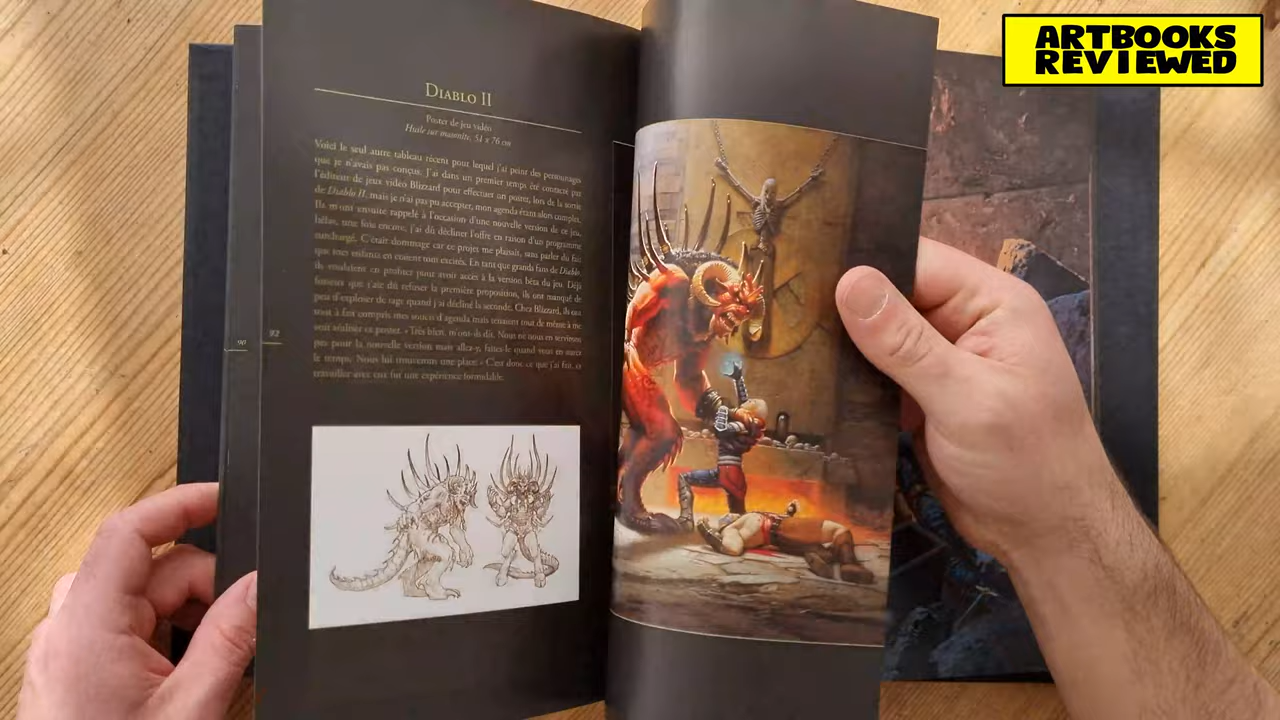 ARTBOOKS
REVIEWED
DIABLO II
Poster de jeu vidéo
Huile sur masonite, 51 x 76 cm
Voici le seul autre tableau récent pour lequel j'ai peint des personnages
que je n'avais pas conçus. J'ai dans un premier temps été contacté par
l'éditeur de jeux vidéo Blizzard pour effectuer un poster, lors de la sortie
de Diablo II, mais je n'ai pas pu accepter, mon agenda étant alors complet.
Ils m'ont ensuite rappelé à l'occasion d'une nouvelle version de ce jeu,
hélas, une fois encore, j'ai dû décliner l'offre en raison d'un programme
surchargé. C'était dommage car ce projet me plaisait, sans parler du fait
que mes enfants en étaient tout excités. En tant que grands fans de Diablo,
ils voulaient en profiter pour avoir accès à la version bêta du jeu. Déjà
furieux que j'aie dû refuser la première proposition, ils ont manqué de
peu d'exploser de rage quand j'ai décliné la seconde. Chez Blizzard, ils ont
tout à fait compris mes soucis d'agenda mais tenaient tout de même à me
voir réaliser ce poster. « Très bien, m'ont-ils dit. Nous ne nous en servirons
pas pour la nouvelle version mais allez-y, faites-le quand vous en aurez
le temps. Nous lui trouverons une place. » C'est donc ce que j'ai fait, et
travailler avec eux fut une expérience formidable.
90
92